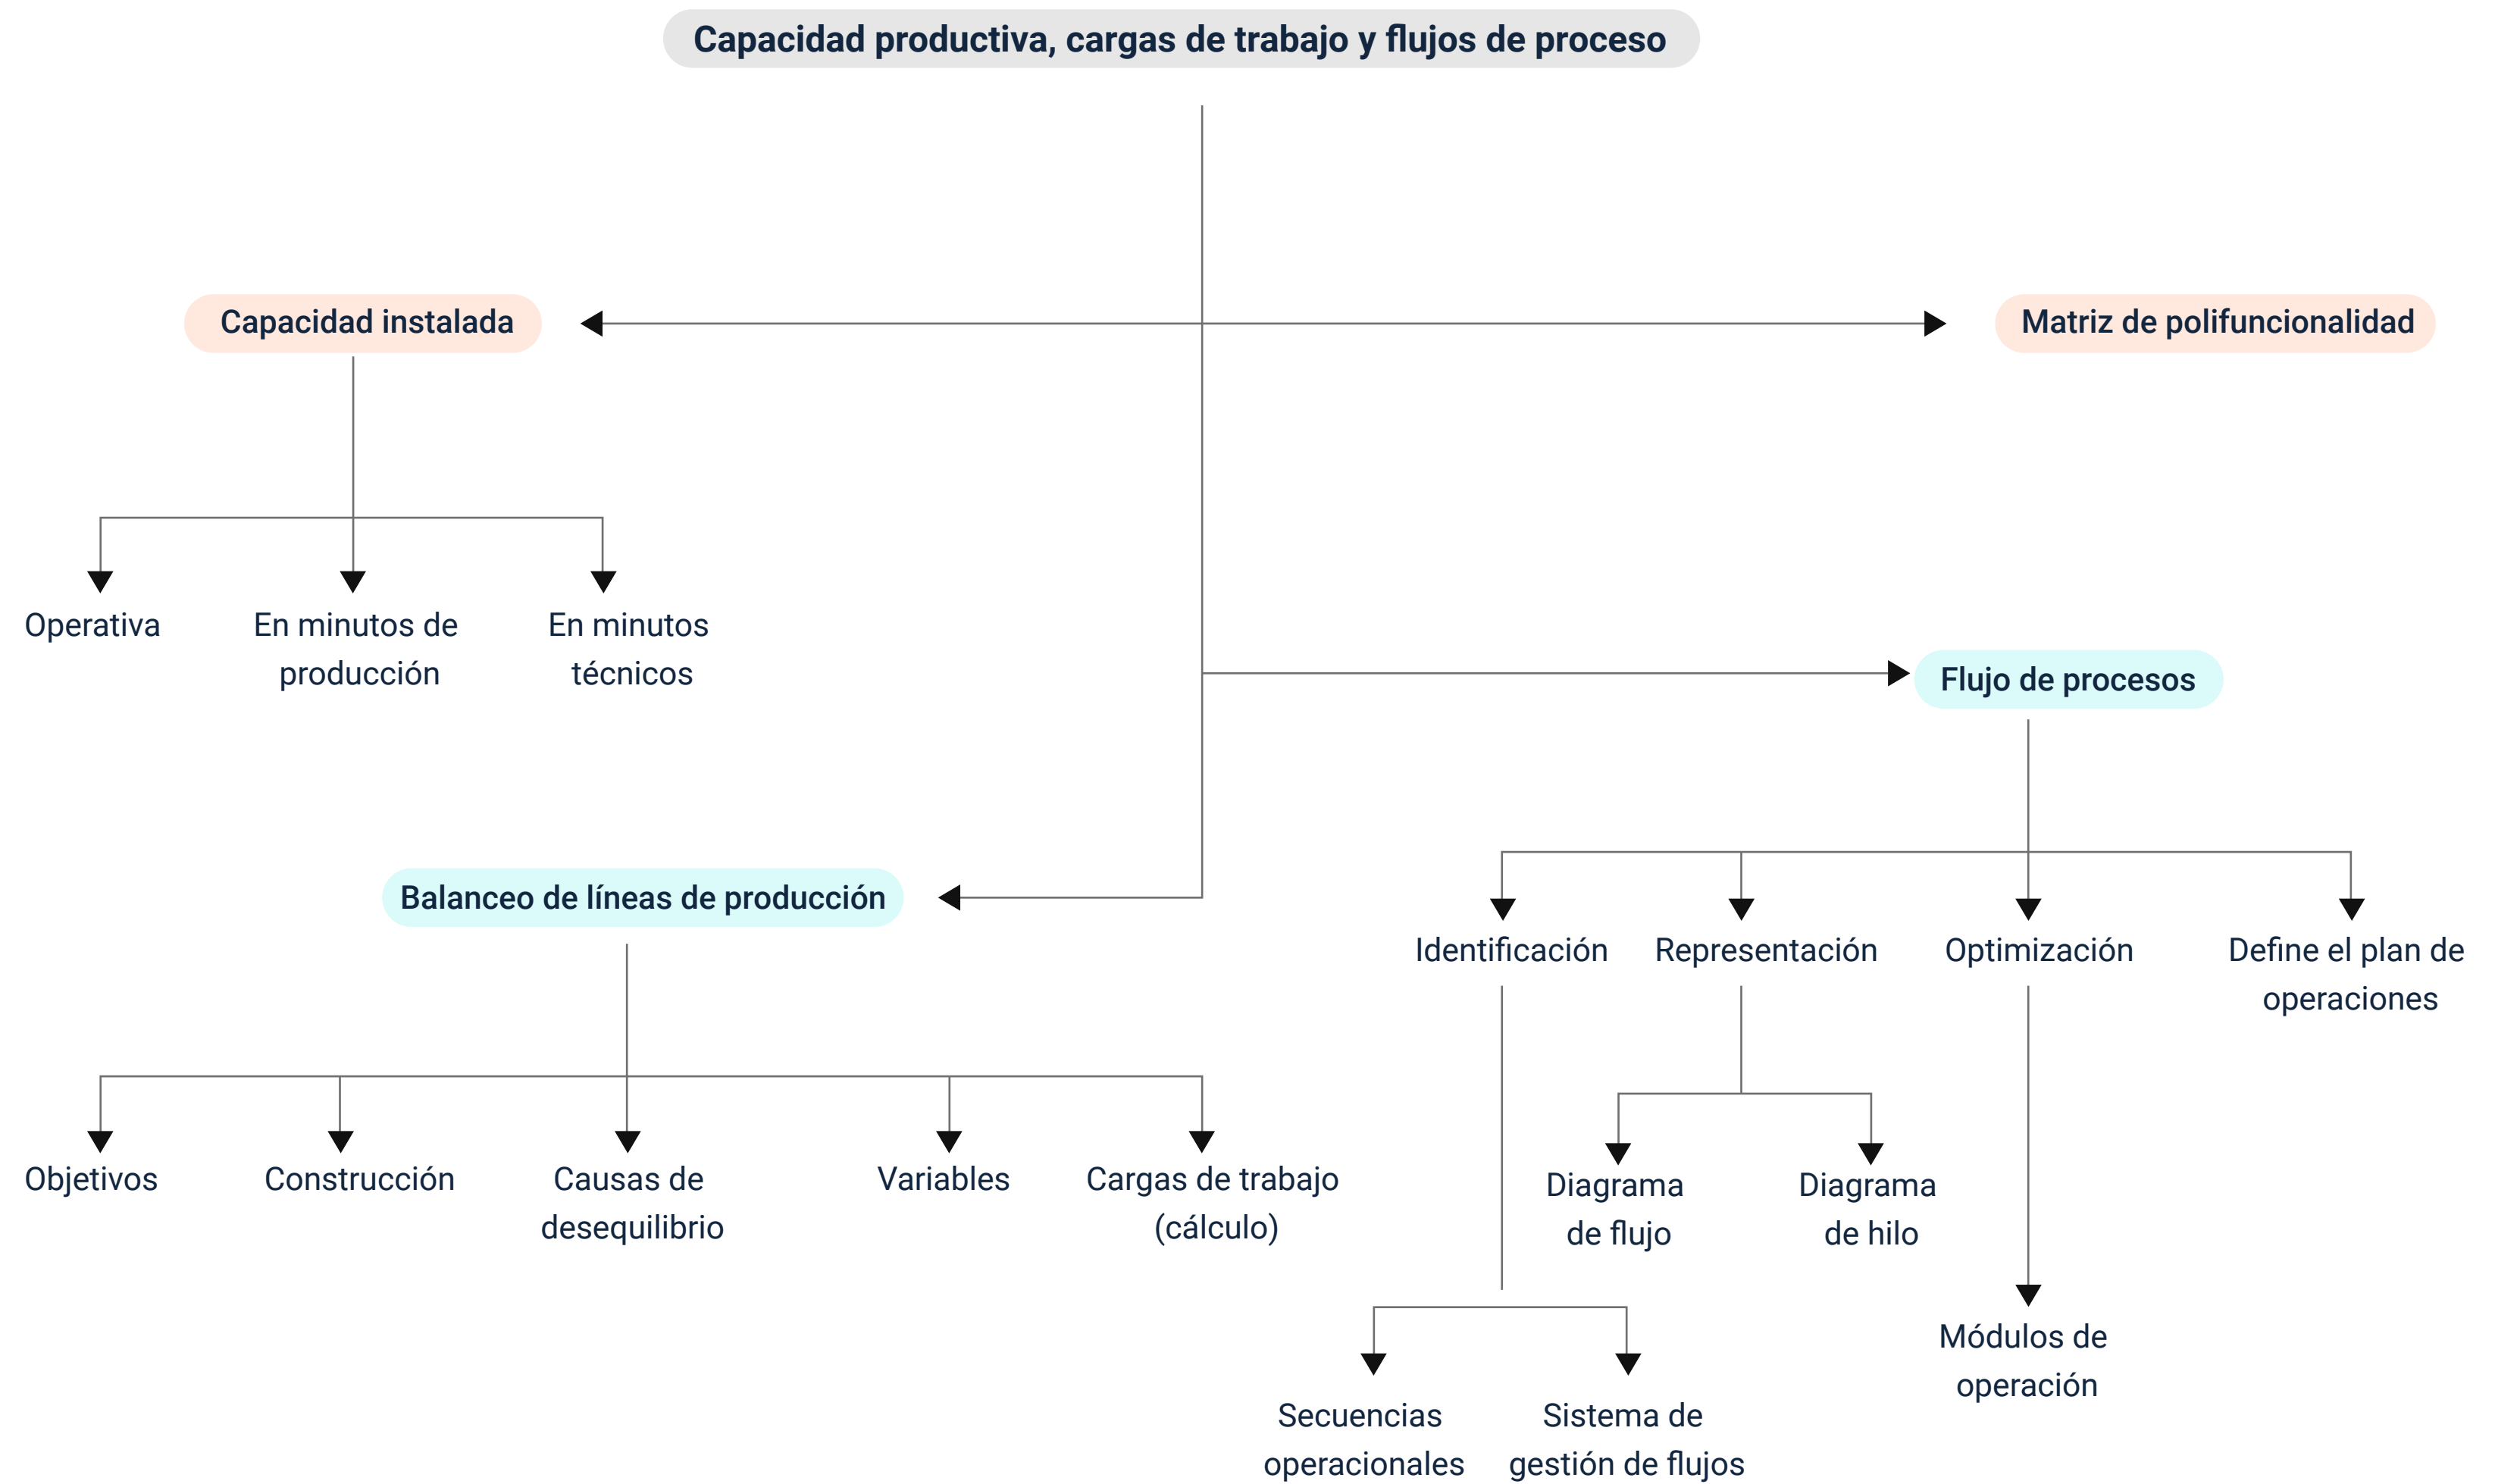 Capacidad productiva, cargas de trabajo y flujos de proceso
Capacidad instalada
Matriz de polifuncionalidad
Operativa
En minutos de
producción
En minutos
técnicos
Flujo de procesos
Balanceo de líneas de producción
Identificación
Representación
Optimización
Define el plan de
operaciones
Objetivos
Construcción
Causas de
desequilibrio
Variables
Cargas de trabajo
(cálculo)
Diagrama
de flujo
Diagrama
de hilo
Módulos de
operación
Secuencias
operacionales
Sistema de
gestión de flujos